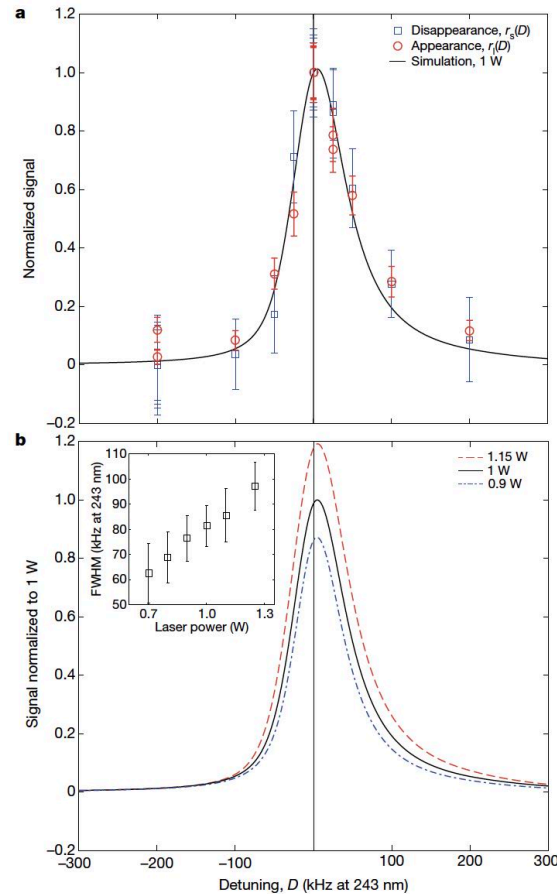 a
1.2
1.0
0.8
0.6
0.4
0.2
0
−0.2
Normalized signal
Disappearance, rs(D)
Appearance, rl(D)
Simulation, 1 W
b
1.2
1.0
0.8
0.6
0.4
0.2
0
−0.2
Signal normalized to 1 W
1.15 W
1 W
0.9 W
110
100
90
80
70
60
50
FWHM (kHz at 243 nm)
0.7 1.0 1.3
Laser power (W)
−300 −200 −100 0 100 200 300
Detuning, D (kHz at 243 nm)